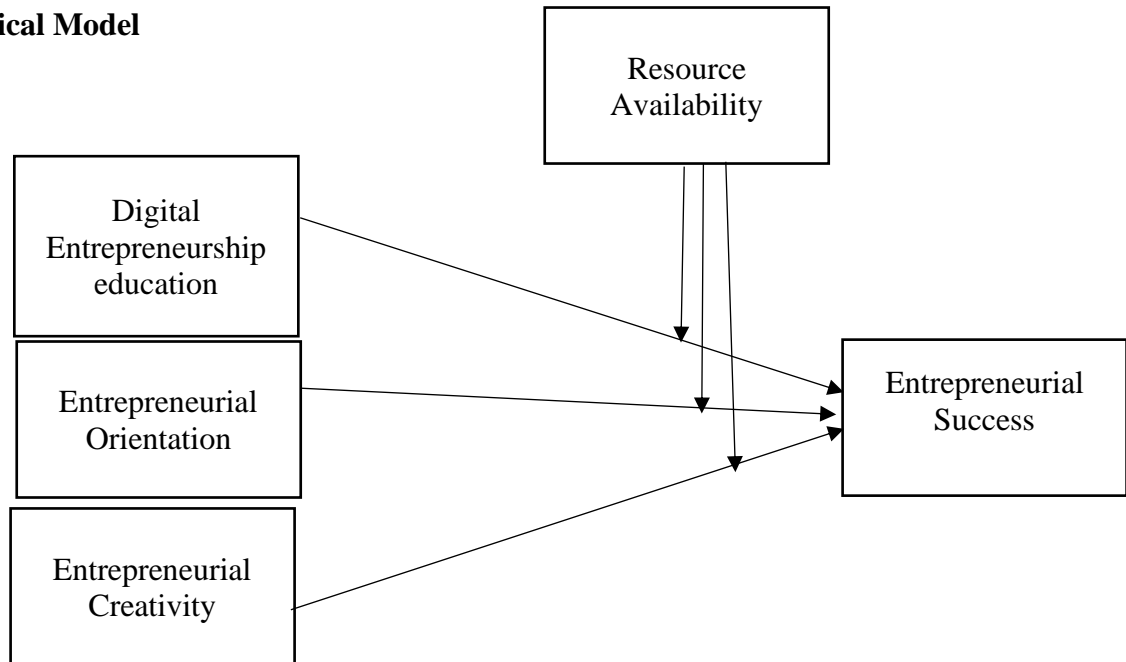 ical Model
Resource
Availability
Digital
Entrepreneurship
education
Entrepreneurial
Orientation
Entrepreneurial
Success
Entrepreneurial
Creativity